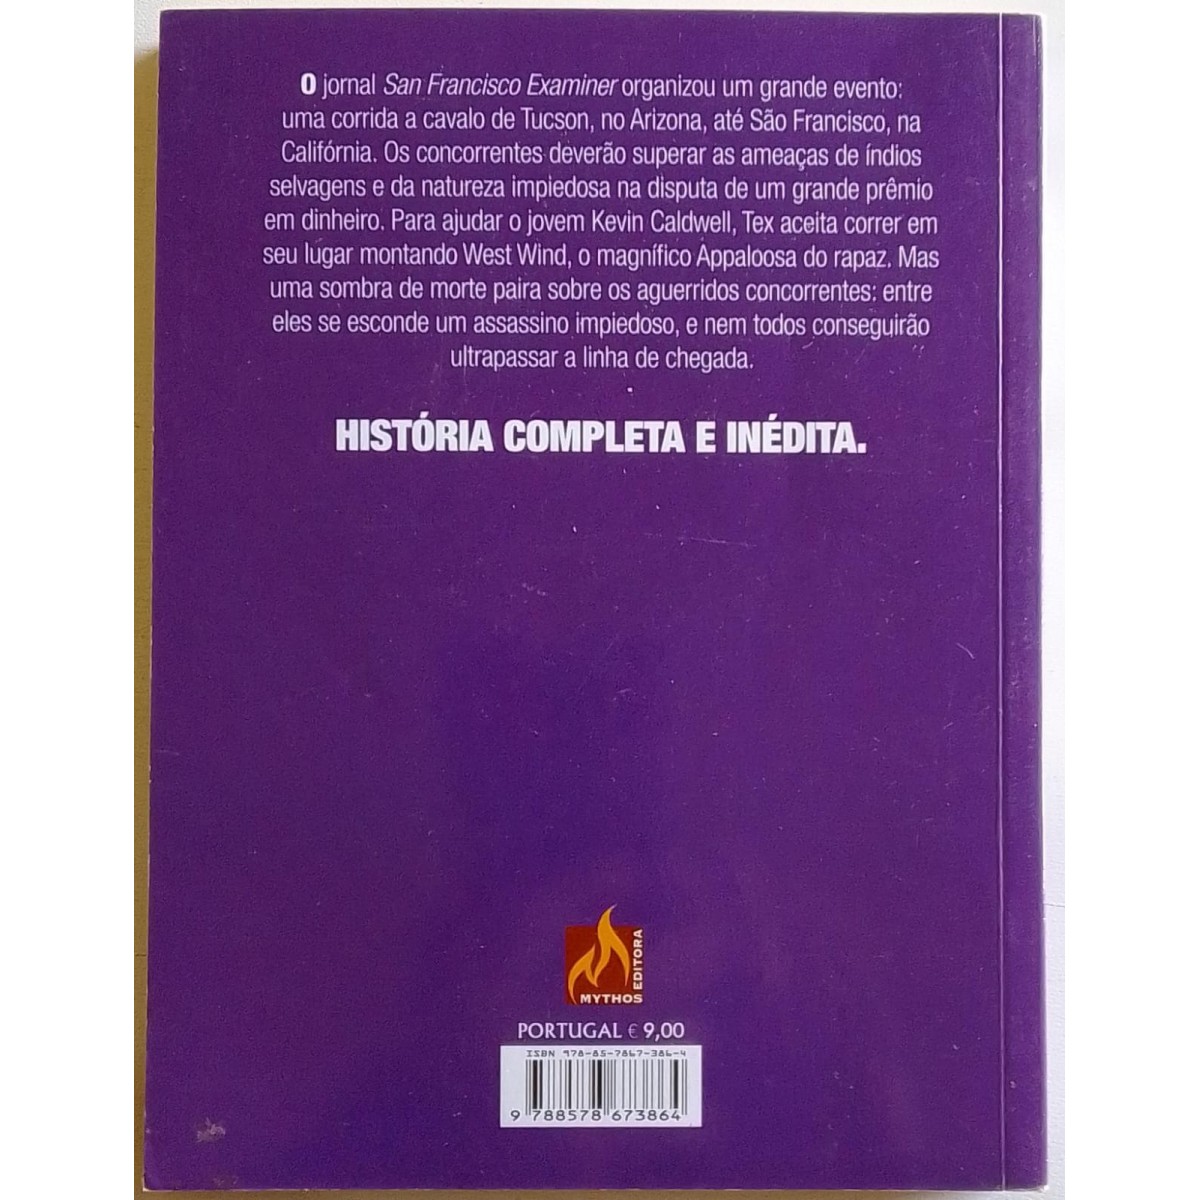 O jornal San Francisco Examiner organizou um grande evento:
uma corrida a cavalo de Tucson, no Arizona, até São Francisco, na
Califórnia. Os concorrentes deverão superar as ameaças de índios
selvagens e da natureza impiedosa na disputa de um grande prêmio
em dinheiro. Para ajudar o jovem Kevin Caldwell, Tex aceita correr em
seu lugar montando West Wind, o magnífico Appaloosa do rapaz. Mas
uma sombra de morte paira sobre os aguerridos concorrentes: entre
eles se esconde um assassino impiedoso, e nem todos conseguirão
ultrapassar a linha de chegada.
HISTÓRIA COMPLETA E INÉDITA.
MYTHOS EDITORA
PORTUGAL € 9,00
ISBN 978-85-7867-386-4
9 788578 673864